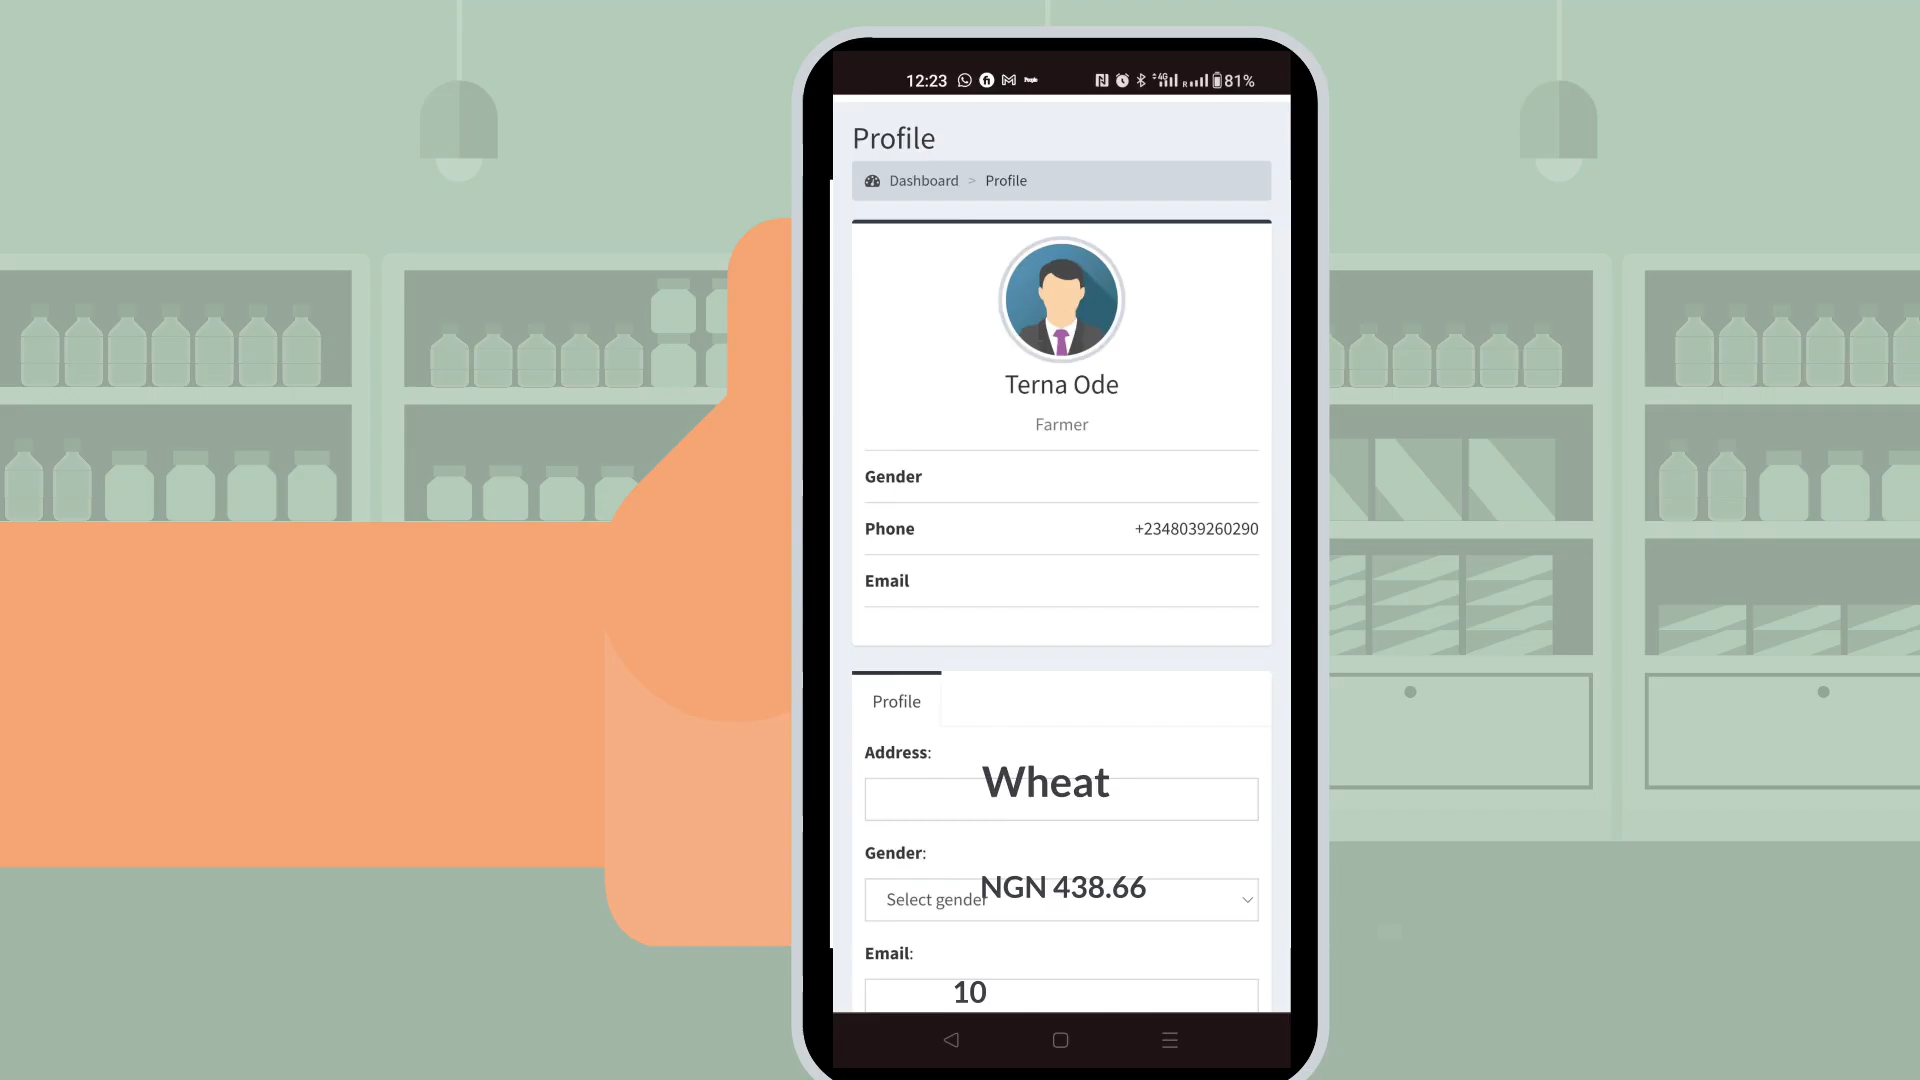 12:23 81%
Profile
Dashboard > Profile
Terna Ode
Farmer
Gender
Phone +2348039260290
Email
Profile
Address:
Wheat
Gender:
Select gender
NGN 438.66
Email:
10